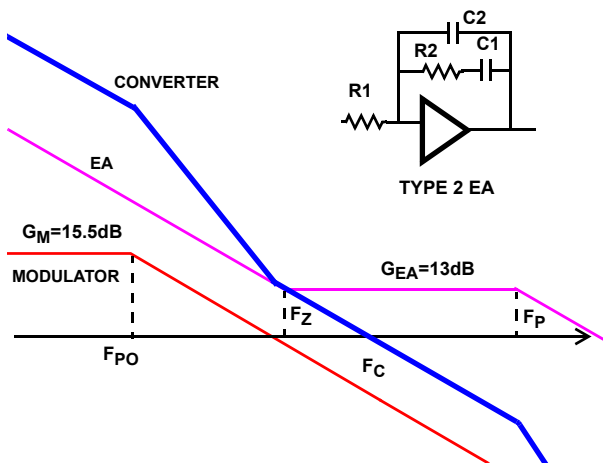 C2
C1
R2
R1
CONVERTER
EA
TYPE 2 EA
GM=15.5dB
GEA=13dB
MODULATOR
FZ
FP
FPO
FC